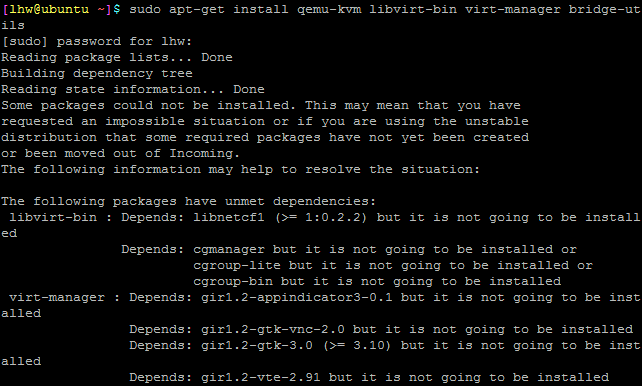 [lhw@ubuntu ~]$ sudo apt-get install qemu-kvm libvirt-bin virt-manager bridge-ut
ils
[sudo] password for lhw:
Reading package lists... Done
Building dependency tree
Reading state information... Done
Some packages could not be installed. This may mean that you have
requested an impossible situation or if you are using the unstable
distribution that some required packages have not yet been created
or been moved out of Incoming.
The following information may help to resolve the situation:

The following packages have unmet dependencies:
 libvirt-bin : Depends: libnetcf1 (>= 1:0.2.2) but it is not going to be install
ed
               Depends: cgmanager but it is not going to be installed or
                        cgroup-lite but it is not going to be installed or
                        cgroup-bin but it is not going to be installed
 virt-manager : Depends: gir1.2-appindicator3-0.1 but it is not going to be inst
alled
                Depends: gir1.2-gtk-vnc-2.0 but it is not going to be installed
                Depends: gir1.2-gtk-3.0 (>= 3.10) but it is not going to be inst
alled
                Depends: gir1.2-vte-2.91 but it is not going to be installed